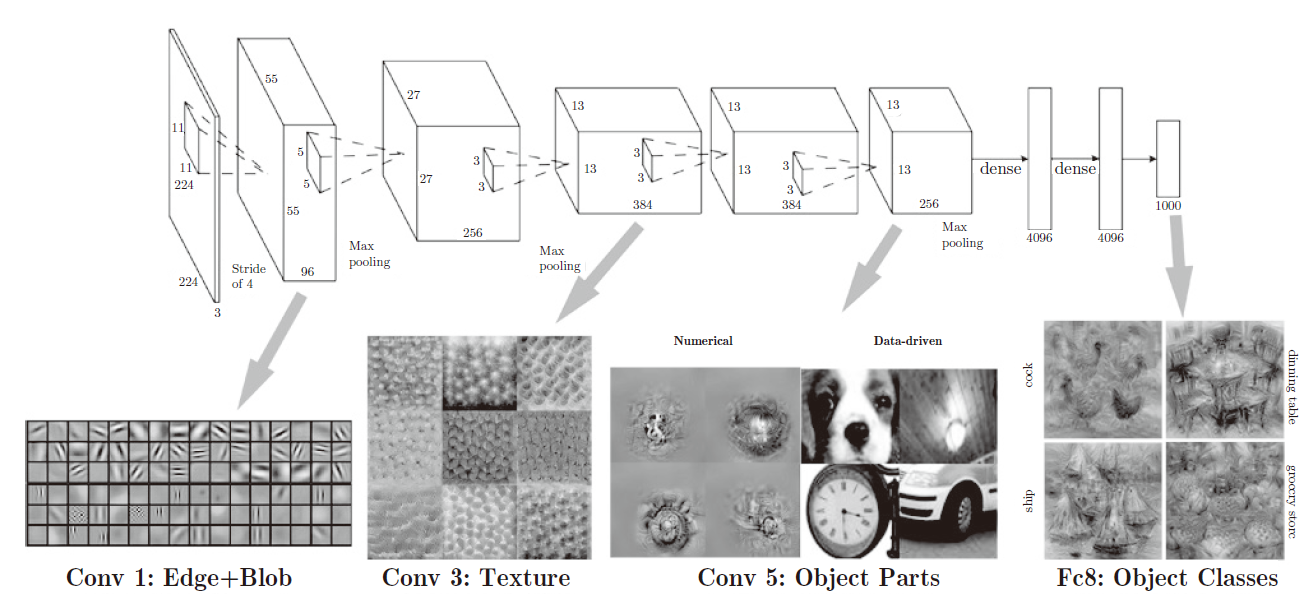 55
27
13
13
13
11
5
3
3
3
11
5
3
3
3
224
27
13
13
13
55
256
384
384
256
96
224
3
Stride
of 4
Max
pooling
Max
pooling
Max
pooling
dense
dense
4096
4096
1000
Numerical
Data-driven
cock
dinning table
ship
grocery store
Conv 1: Edge+Blob
Conv 3: Texture
Conv 5: Object Parts
Fc8: Object Classes